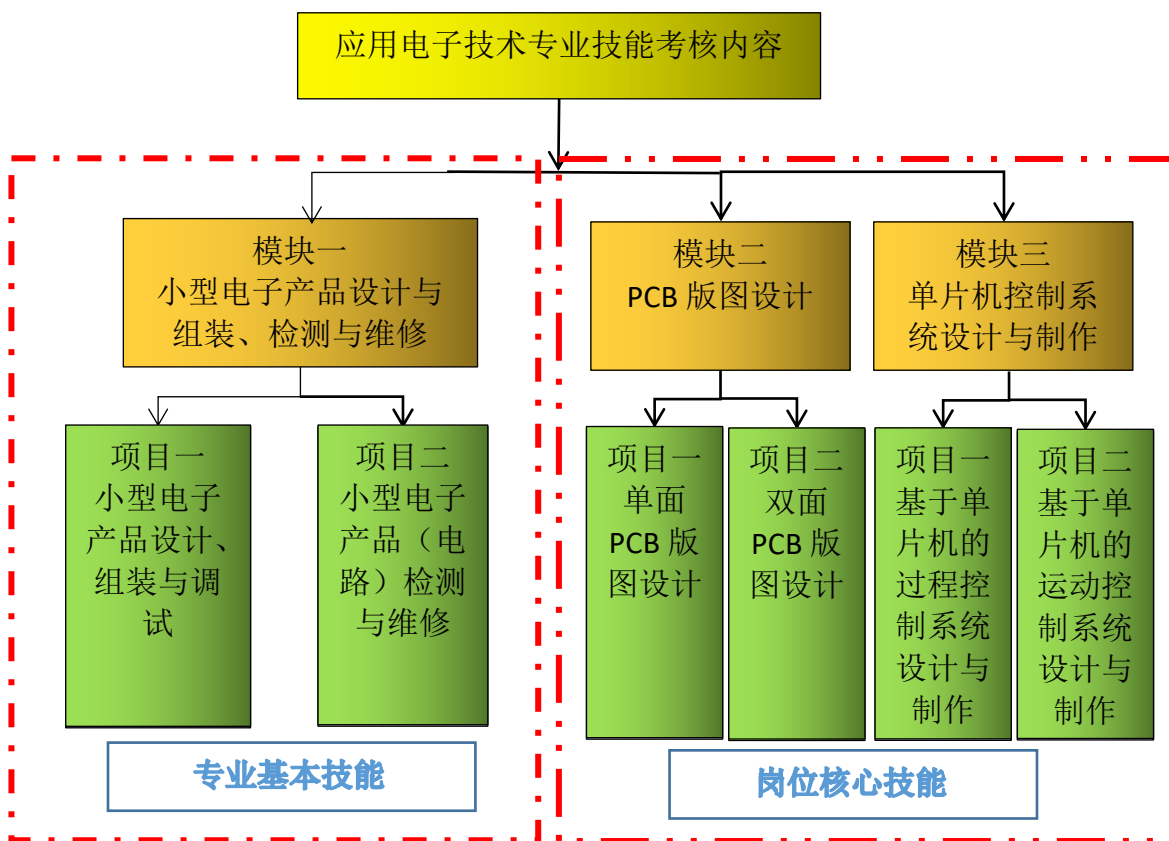 应用电子技术专业技能考核内容
模块一
小型电子产品设计与
组装、检测与维修
模块二
PCB 版图设计
模块三
单片机控制系
统设计与制作
项目一
小型电子
产品设计、
组装与调
试
项目二
小型电子
产品（电
路）检测
与维修
项目一
单面
PCB 版
图设计
项目二
双面
PCB 版
图设计
项目一
基于单
片机的
过程控
制系统
设计与
制作
项目二
基于单
片机的
运动控
制系统
设计与
制作
专业基本技能
岗位核心技能